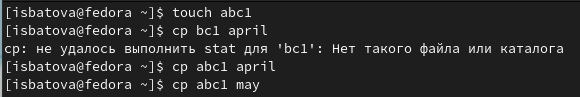 [isbatova@fedora ~]$ touch abc1
[isbatova@fedora ~]$ cp bc1 april
cp: не удалось выполнить stat для 'bc1': Нет такого файла или каталога
[isbatova@fedora ~]$ cp abc1 april
[isbatova@fedora ~]$ cp abc1 may